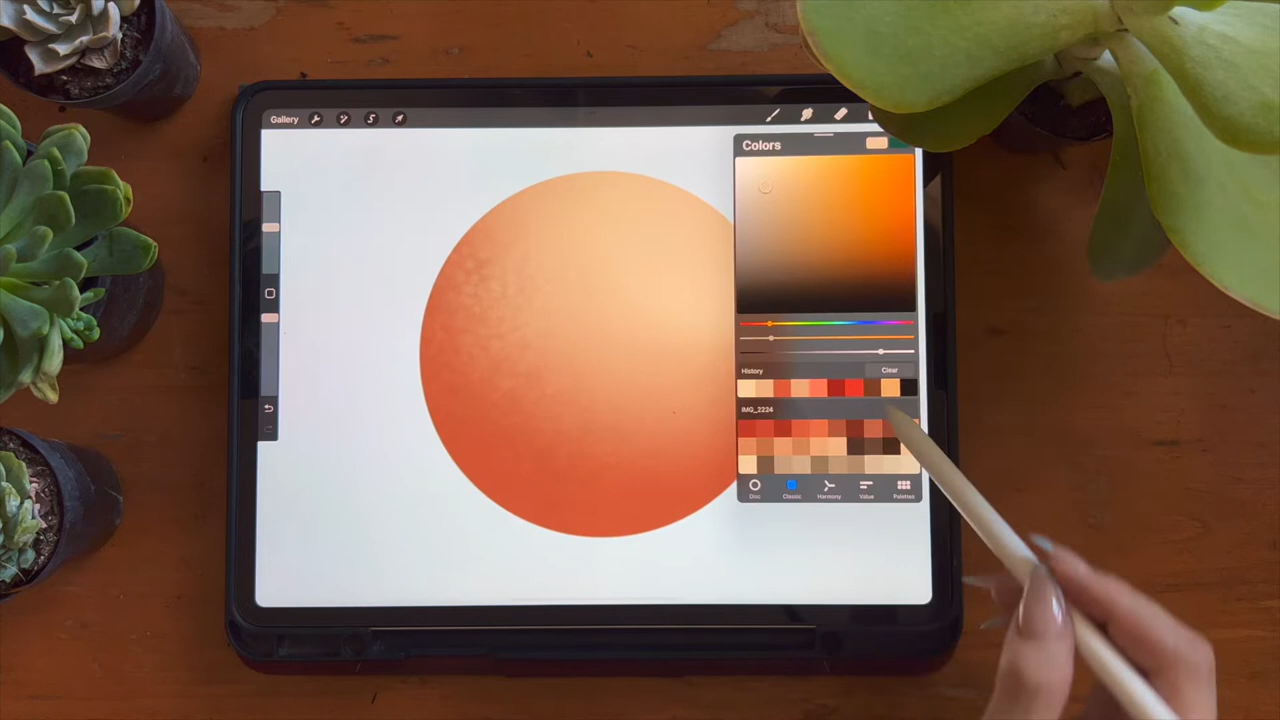 Gallery
Colors
History
Clear
IMG_2224
Disc
Classic
Harmony
Value
Palettes